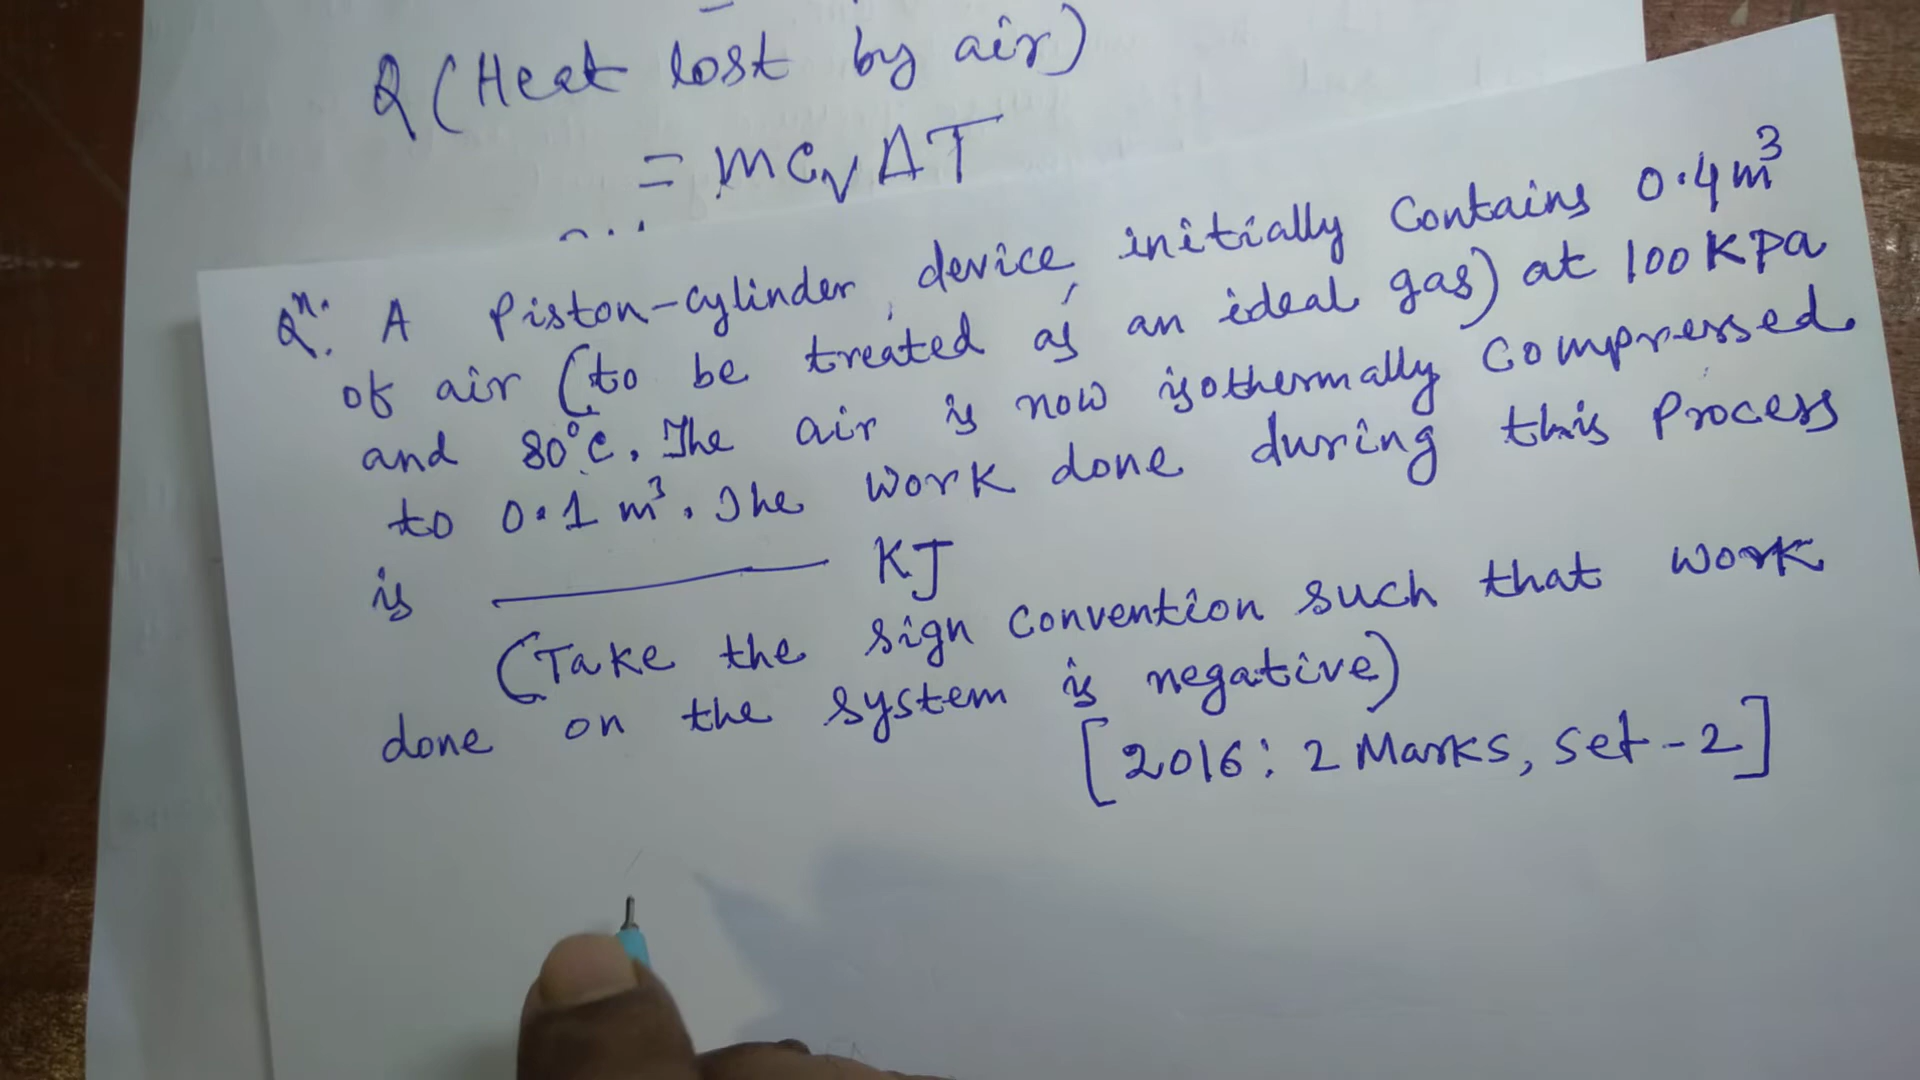 Q (Heat lost by air)
= mcv ΔT
Qn. A Piston-cylinder device initially contains 0.4m³
of air (to be treated as an ideal gas) at 100 KPa
and 80°C. The air is now isothermally compressed
to 0.1 m³. The work done during this process
is ________ KJ
(Take the sign convention such that work
done on the system is negative)
[2016: 2 Marks, set-2]